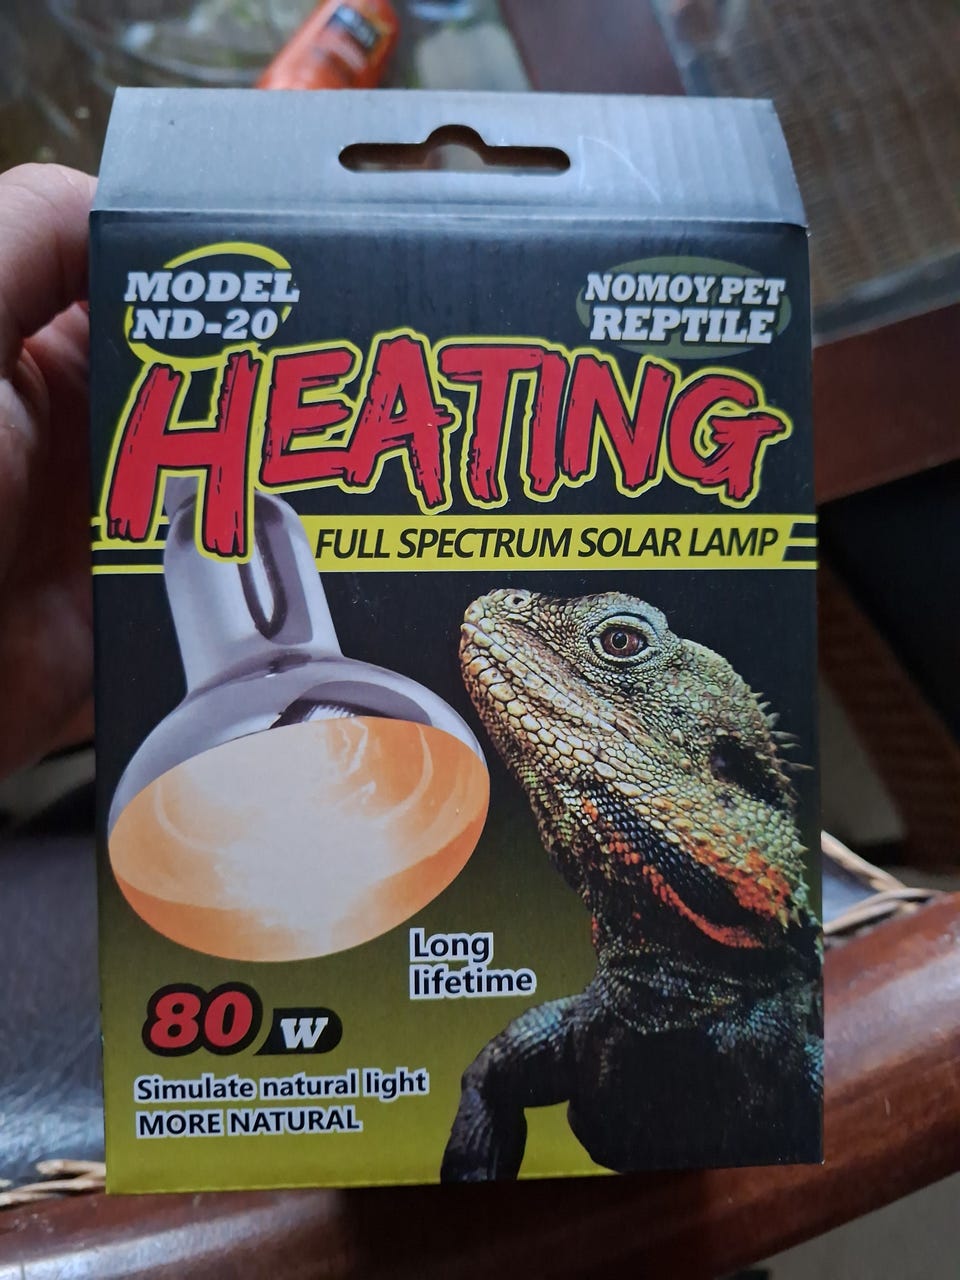 MODEL
ND-20
NOMOY PET
REPTILE
HEATING
FULL SPECTRUM SOLAR LAMP
Long
lifetime
80 W
Simulate natural light
MORE NATURAL